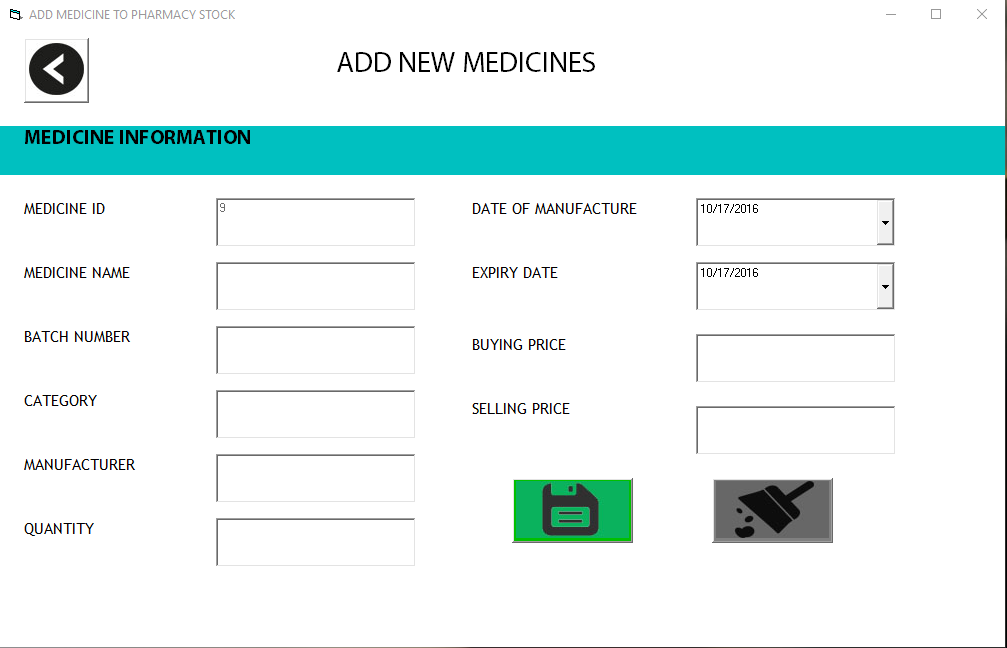 ADD MEDICINE TO PHARMACY STOCK
ADD NEW MEDICINES
MEDICINE INFORMATION
MEDICINE ID
9
MEDICINE NAME
BATCH NUMBER
CATEGORY
MANUFACTURER
QUANTITY
DATE OF MANUFACTURE
10/17/2016
EXPIRY DATE
10/17/2016
BUYING PRICE
SELLING PRICE